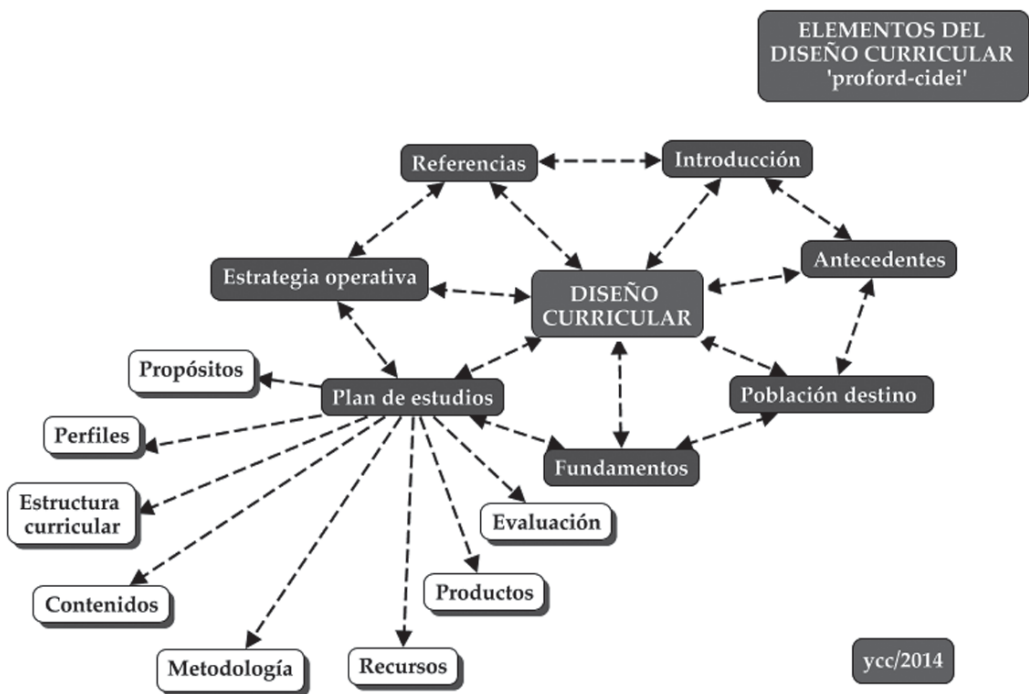 ELEMENTOS DEL
DISEÑO CURRICULAR
'proford-cidei'
Referencias
Introducción
Estrategia operativa
Antecedentes
DISEÑO
CURRICULAR
Propósitos
Plan de estudios
Población destino
Perfiles
Fundamentos
Estructura
curricular
Evaluación
Contenidos
Productos
Metodología
Recursos
ycc/2014